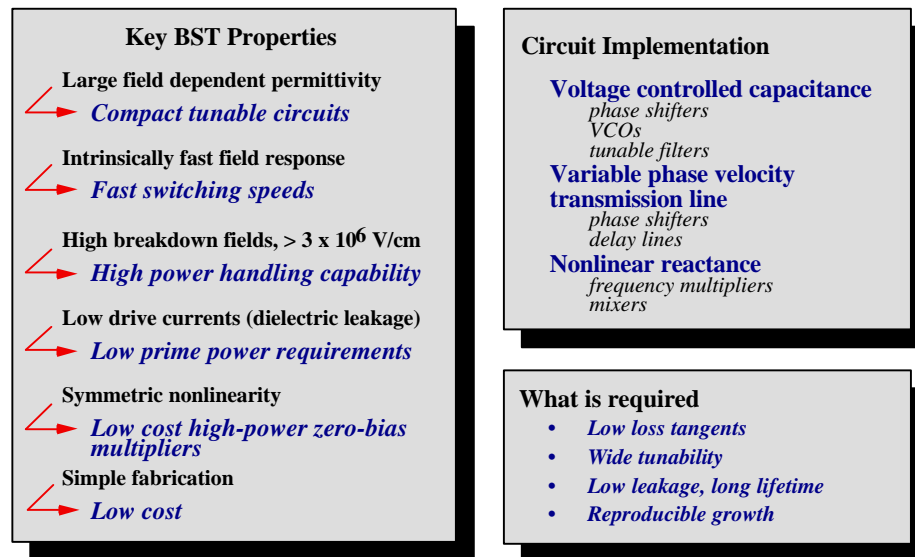 Key BST Properties
Large field dependent permittivity
Compact tunable circuits
Intrinsically fast field response
Fast switching speeds
High breakdown fields, > 3 x 10⁶ V/cm
High power handling capability
Low drive currents (dielectric leakage)
Low prime power requirements
Symmetric nonlinearity
Low cost high-power zero-bias
multipliers
Simple fabrication
Low cost
Circuit Implementation
Voltage controlled capacitance
phase shifters
VCOs
tunable filters
Variable phase velocity
transmission line
phase shifters
delay lines
Nonlinear reactance
frequency multipliers
mixers
What is required
• Low loss tangents
• Wide tunability
• Low leakage, long lifetime
• Reproducible growth